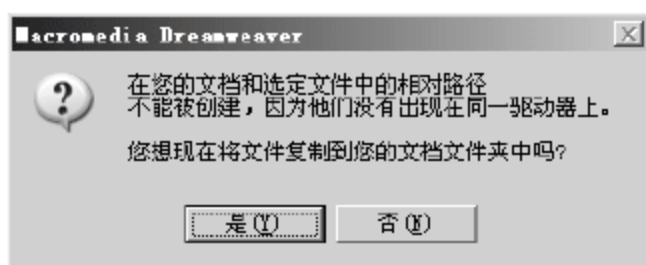 Macromedia Dreamweaver
在您的文档和选定文件中的相对路径
不能被创建，因为他们没有出现在同一驱动器上。
您想现在将文件复制到您的文档文件夹中吗?
是(Y)
否(N)